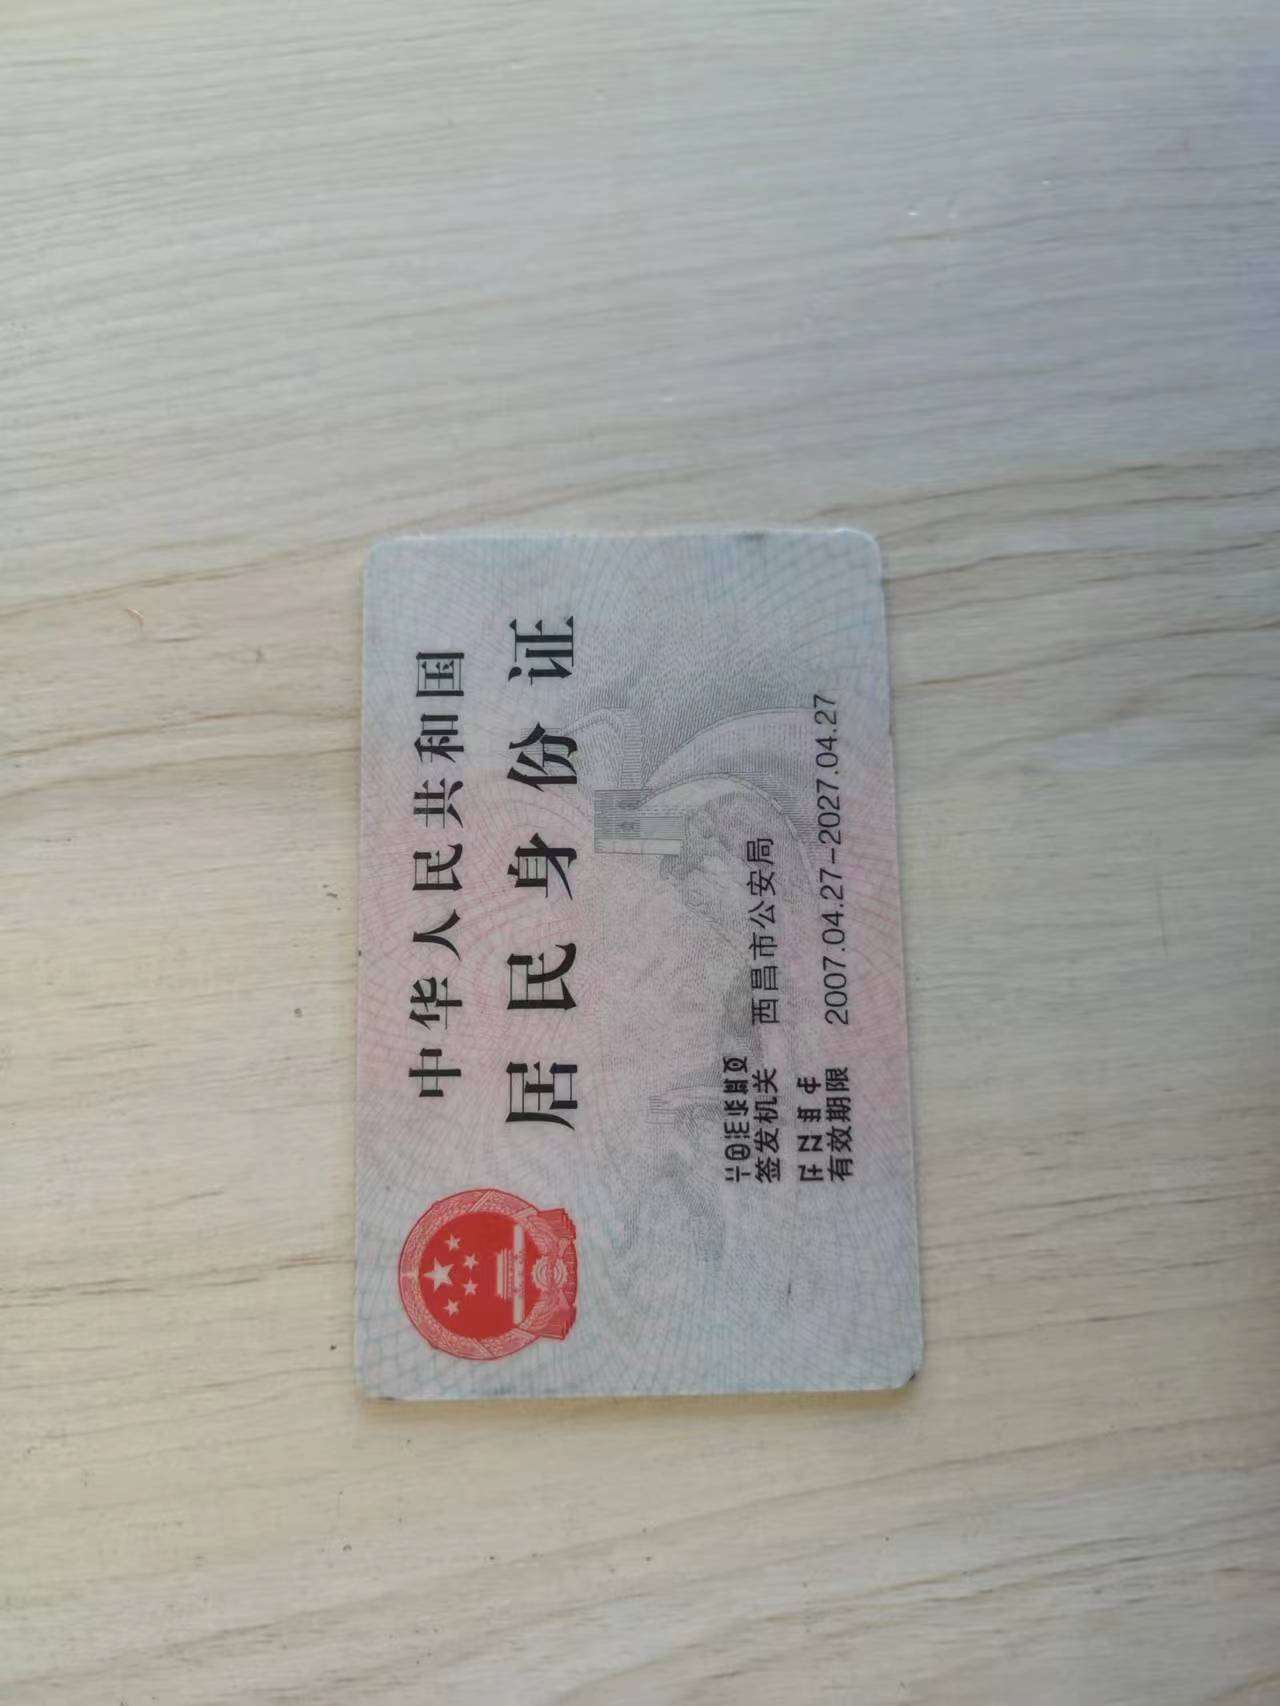 中华人民共和国
居民身份证
签发机关 西昌市公安局
有效期限 2007.04.27-2027.04.27